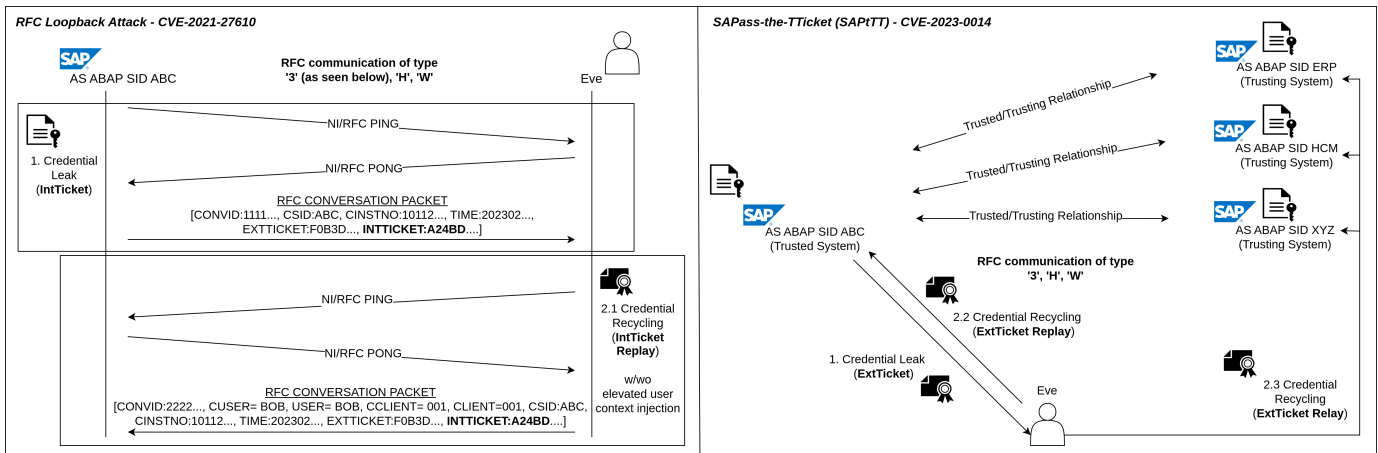 RFC Loopback Attack - CVE-2021-27610
SAP
AS ABAP SID ABC
RFC communication of type
'3' (as seen below), 'H', 'W'
Eve
NI/RFC PING
1. Credential
Leak
(IntTicket)
NI/RFC PONG
RFC CONVERSATION PACKET
[CONVID:1111..., CSID:ABC, CINSTNO:10112..., TIME:202302...,
EXTTICKET:F0B3D..., INTTICKET:A24BD....]
NI/RFC PING
2.1 Credential
Recycling
(IntTicket
Replay)
w/wo
elevated user
context injection
NI/RFC PONG
RFC CONVERSATION PACKET
[CONVID:2222..., CUSER= BOB, USER= BOB, CCLIENT= 001, CLIENT=001, CSID:ABC,
CINSTNO:10112..., TIME:202302..., EXTTICKET:F0B3D..., INTTICKET:A24BD....]
SAPass-the-TTicket (SAPtTT) - CVE-2023-0014
SAP
AS ABAP SID ERP
(Trusting System)
Trusted/Trusting Relationship
SAP
AS ABAP SID HCM
(Trusting System)
Trusted/Trusting Relationship
SAP
AS ABAP SID XYZ
(Trusting System)
Trusted/Trusting Relationship
SAP
AS ABAP SID ABC
(Trusted System)
RFC communication of type
'3', 'H', 'W'
2.2 Credential Recycling
(ExtTicket Replay)
1. Credential Leak
(ExtTicket)
Eve
2.3 Credential
Recycling
(ExtTicket Relay)